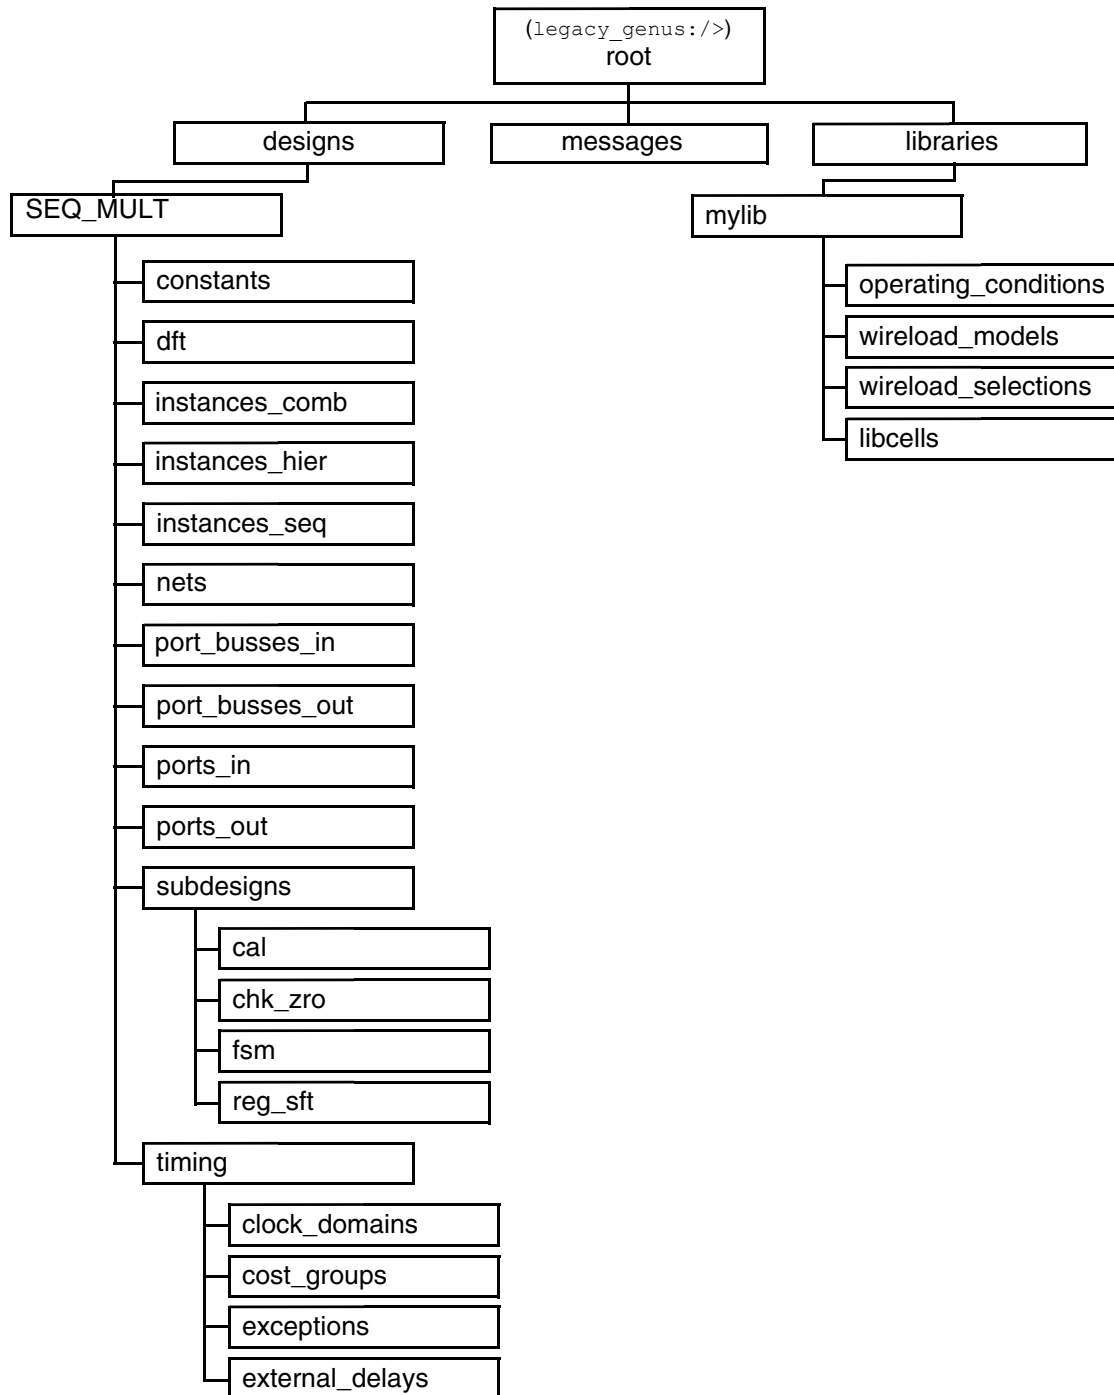 (legacy_genus:/>)
root
designs
messages
libraries
SEQ_MULT
mylib
constants
dft
instances_comb
instances_hier
instances_seq
nets
port_busses_in
port_busses_out
ports_in
ports_out
subdesigns
cal
chk_zro
fsm
reg_sft
timing
clock_domains
cost_groups
exceptions
external_delays
operating_conditions
wireload_models
wireload_selections
libcells